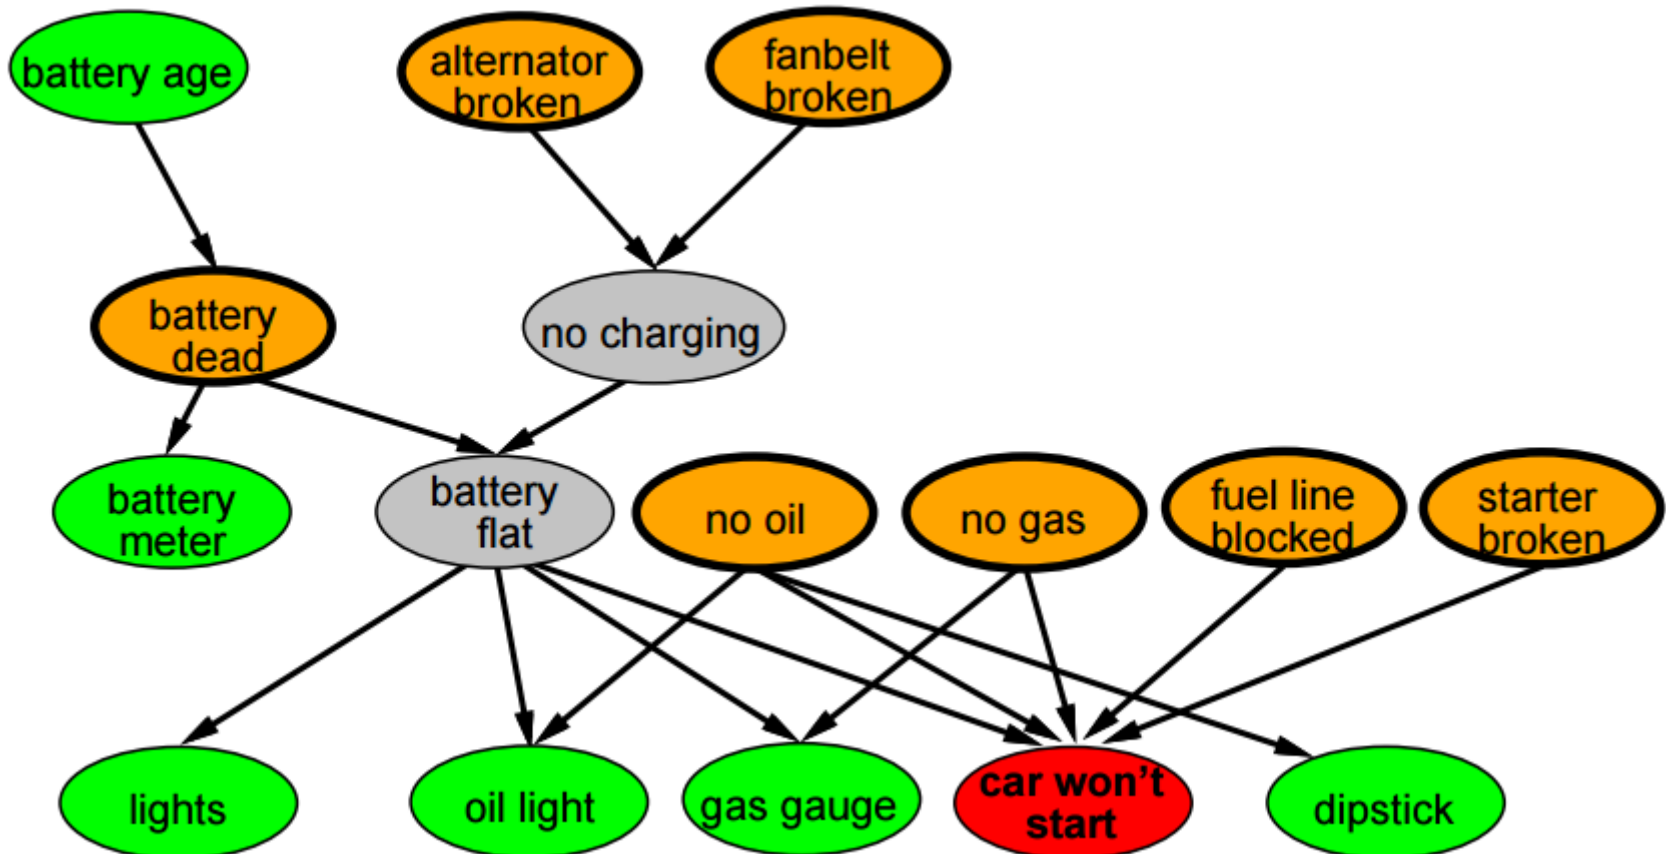 battery age
alternator
broken
fanbelt
broken
battery
dead
no charging
battery
meter
battery
flat
no oil
no gas
fuel line
blocked
starter
broken
lights
oil light
gas gauge
car won't
start
dipstick